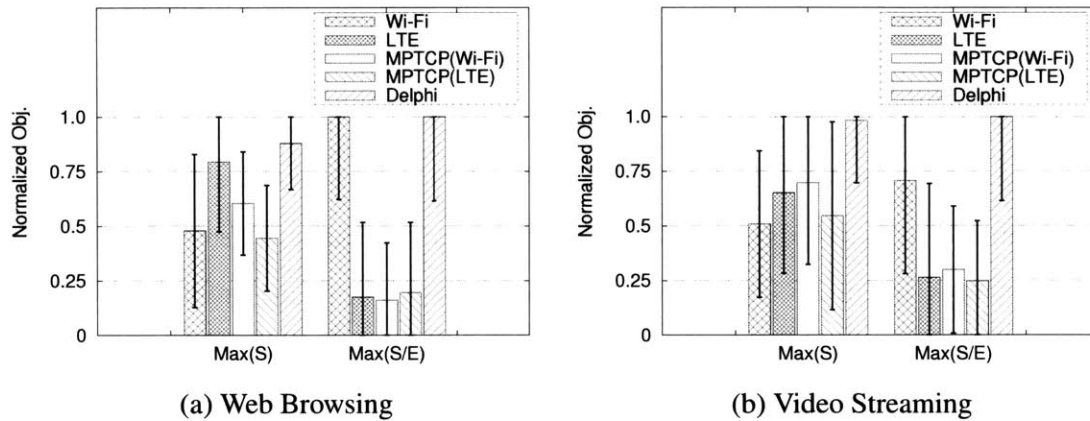 Wi-Fi
LTE
MPTCP(Wi-Fi)
MPTCP(LTE)
Delphi
Normalized Obj.
1.0
0.75
0.5
0.25
0
Max(S)
Max(S/E)
(a) Web Browsing
Wi-Fi
LTE
MPTCP(Wi-Fi)
MPTCP(LTE)
Delphi
Normalized Obj.
1.0
0.75
0.5
0.25
0
Max(S)
Max(S/E)
(b) Video Streaming